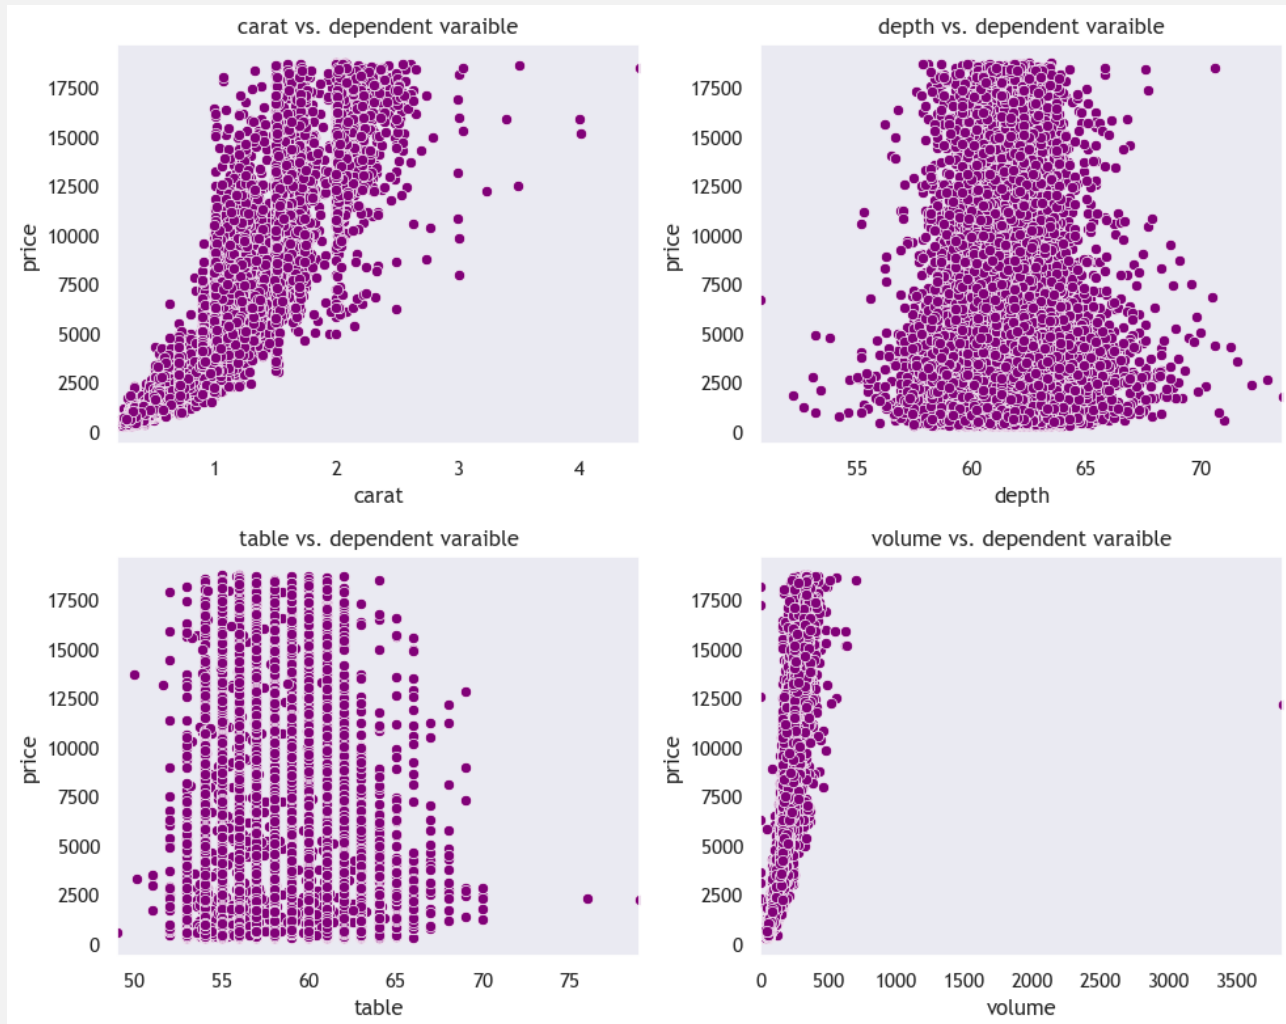 carat vs. dependent varaible
depth vs. dependent varaible
17500
15000
12500
10000
7500
5000
2500
0
price
1 2 3 4
carat
17500
15000
12500
10000
7500
5000
2500
0
price
55 60 65 70
depth
table vs. dependent varaible
volume vs. dependent varaible
17500
15000
12500
10000
7500
5000
2500
0
price
50 55 60 65 70 75
table
17500
15000
12500
10000
7500
5000
2500
0
price
0 500 1000 1500 2000 2500 3000 3500
volume